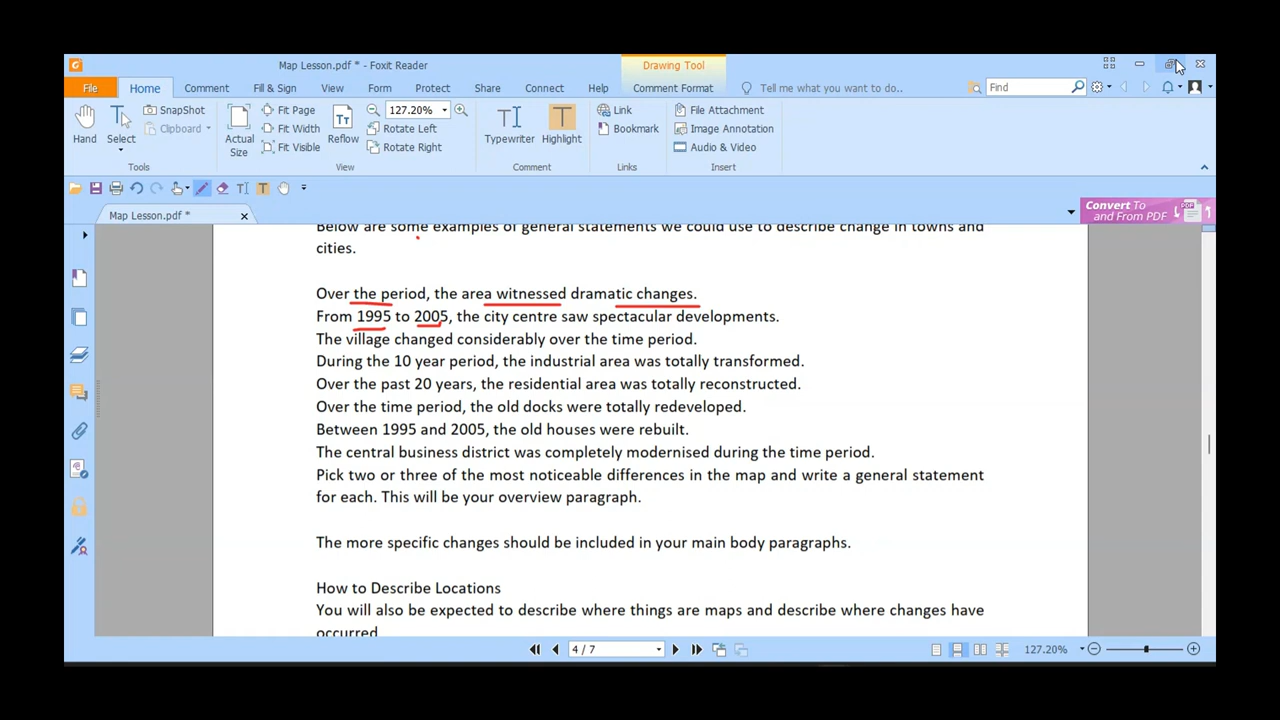 Map Lesson.pdf * - Foxit Reader
Drawing Tool
File
Home
Comment
Fill & Sign
View
Form
Protect
Share
Connect
Help
Comment Format
Tell me what you want to do..
Find
Hand
Select
SnapShot
Clipboard
Tools
Actual Size
Fit Page
Fit Width
Fit Visible
Reflow
127.20%
Rotate Left
Rotate Right
View
Typewriter
Highlight
Comment
Link
Bookmark
Links
File Attachment
Image Annotation
Audio & Video
Insert
Map Lesson.pdf *
Convert To
and From PDF
PDF
Below are some examples of general statements we could use to describe change in towns and
cities.
Over the period, the area witnessed dramatic changes.
From 1995 to 2005, the city centre saw spectacular developments.
The village changed considerably over the time period.
During the 10 year period, the industrial area was totally transformed.
Over the past 20 years, the residential area was totally reconstructed.
Over the time period, the old docks were totally redeveloped.
Between 1995 and 2005, the old houses were rebuilt.
The central business district was completely modernised during the time period.
Pick two or three of the most noticeable differences in the map and write a general statement
for each. This will be your overview paragraph.
The more specific changes should be included in your main body paragraphs.
How to Describe Locations
You will also be expected to describe where things are maps and describe where changes have
occurred
4 / 7
127.20%